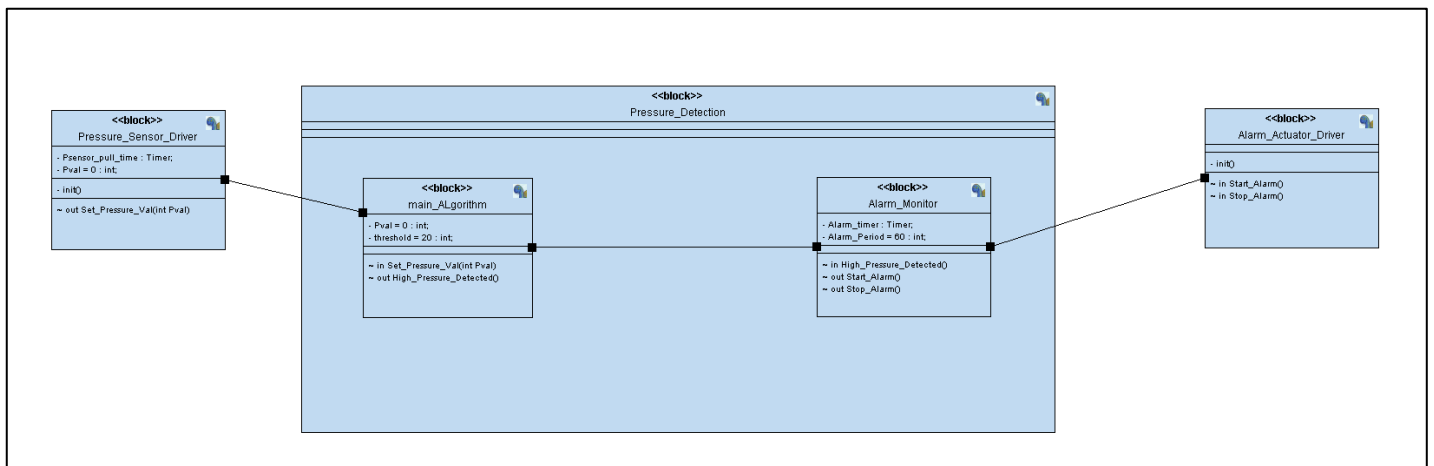 <<block>>
Pressure_Sensor_Driver
- Psensor_pull_time : Timer;
- Pval = 0 : int;
- init()
~ out Set_Pressure_Val(int Pval)
<<block>>
Pressure_Detection
<<block>>
main_ALgorithm
- Pval = 0 : int;
- threshold = 20 : int;
~ in Set_Pressure_Val(int Pval)
~ out High_Pressure_Detected()
<<block>>
Alarm_Monitor
- Alarm_timer : Timer;
- Alarm_Period = 60 : int;
~ in High_Pressure_Detected()
~ out Start_Alarm()
~ out Stop_Alarm()
<<block>>
Alarm_Actuator_Driver
- init()
~ in Start_Alarm()
~ in Stop_Alarm()